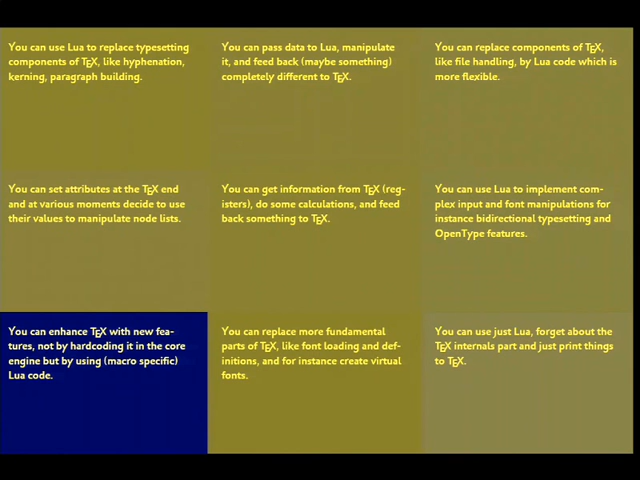 You can use Lua to replace typesetting
components of TEX, like hyphenation,
kerning, paragraph building.
You can pass data to Lua, manipulate
it, and feed back (maybe something)
completely different to TEX.
You can replace components of TEX,
like file handling, by Lua code which is
more flexible.
You can set attributes at the TEX end
and at various moments decide to use
their values to manipulate node lists.
You can get information from TEX (reg-
isters), do some calculations, and feed
back something to TEX.
You can use Lua to implement com-
plex input and font manipulations for
instance bidirectional typesetting and
OpenType features.
You can enhance TEX with new fea-
tures, not by hardcoding it in the core
engine but by using (macro specific)
Lua code.
You can replace more fundamental
parts of TEX, like font loading and def-
initions, and for instance create virtual
fonts.
You can use just Lua, forget about the
TEX internals part and just print things
to TEX.